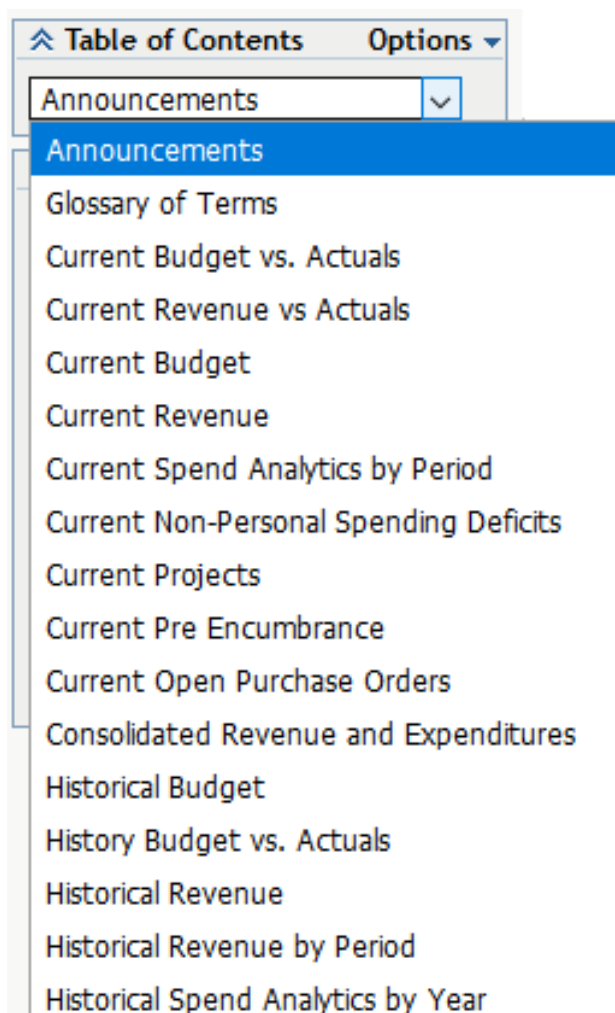 Table of Contents Options
Announcements
Announcements
Glossary of Terms
Current Budget vs. Actuals
Current Revenue vs Actuals
Current Budget
Current Revenue
Current Spend Analytics by Period
Current Non-Personal Spending Deficits
Current Projects
Current Pre Encumbrance
Current Open Purchase Orders
Consolidated Revenue and Expenditures
Historical Budget
History Budget vs. Actuals
Historical Revenue
Historical Revenue by Period
Historical Spend Analytics by Year